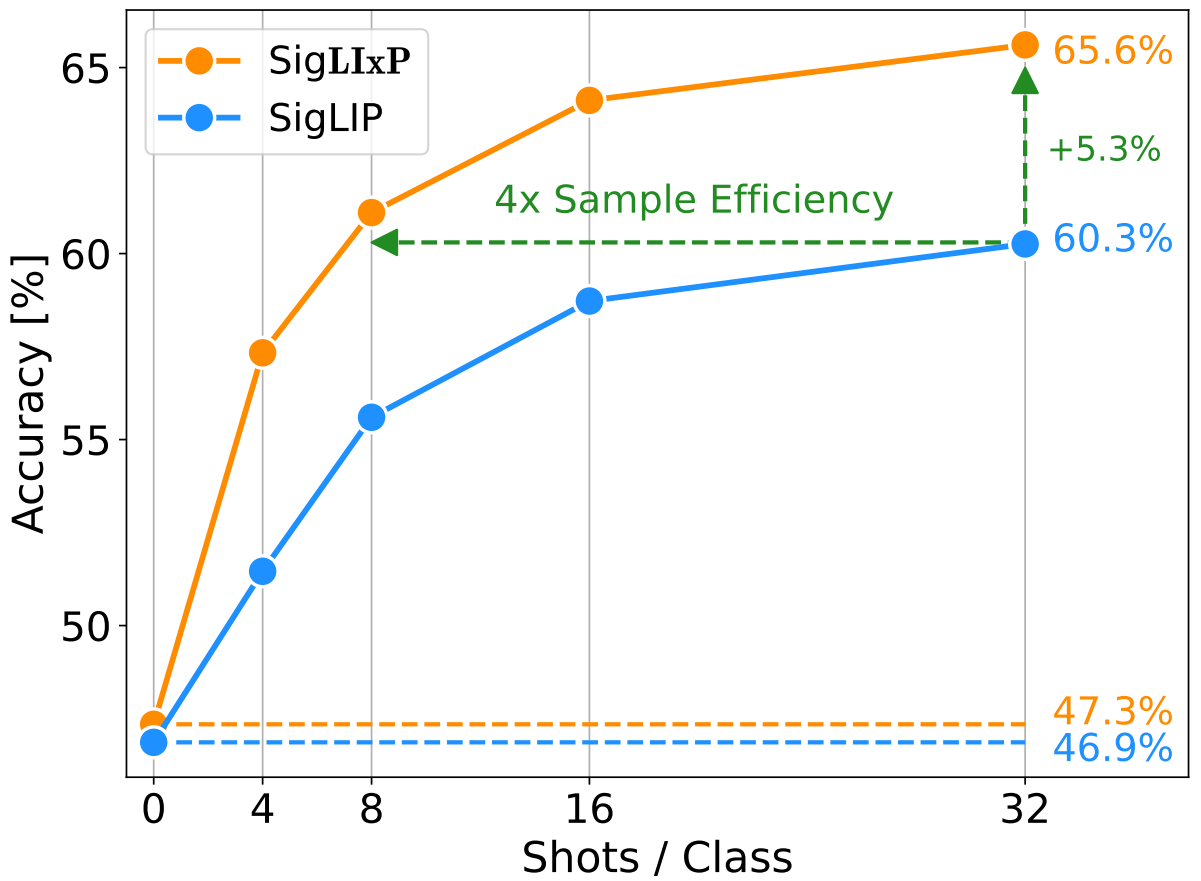 SigLIxP
SigLIP
65.6%
+5.3%
4x Sample Efficiency
60.3%
47.3%
46.9%
Accuracy [%]
65
60
55
50
0 4 8 16 32
Shots / Class